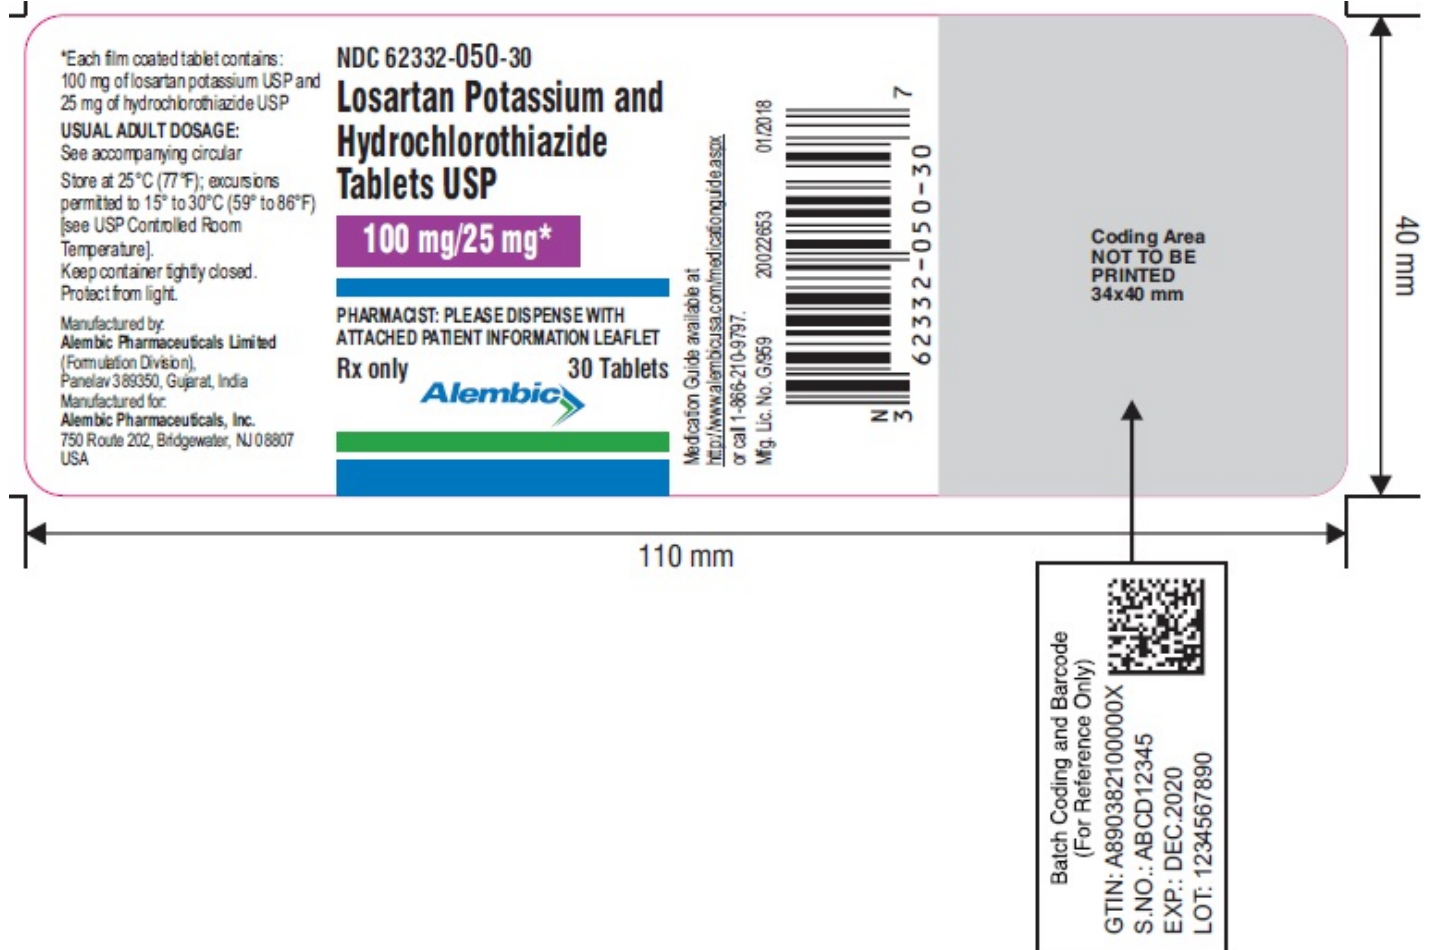 *Each film coated tablet contains:
100 mg of losartan potassium USP and
25 mg of hydrochlorothiazide USP
USUAL ADULT DOSAGE:
See accompanying circular
Store at 25°C (77°F); excursions
permitted to 15° to 30°C (59° to 86°F)
[see USP Controlled Room
Temperature].
Keep container tightly closed.
Protect from light.
Manufactured by:
Alembic Pharmaceuticals Limited
(Formulation Division),
Panelav 389350, Gujarat, India
Manufactured for:
Alembic Pharmaceuticals, Inc.
750 Route 202, Bridgewater, NJ 08807
USA
NDC 62332-050-30
Losartan Potassium and
Hydrochlorothiazide
Tablets USP
100 mg/25 mg*
PHARMACIST: PLEASE DISPENSE WITH
ATTACHED PATIENT INFORMATION LEAFLET
Rx only 30 Tablets
Alembic
Medication Guide available at
http://www.alembicusa.com/medicationguide.aspx
or call 1-866-210-9797.
Mfg. Lic. No. G/959 20022653 01/2018
N
3 62332-050-30 7
Coding Area
NOT TO BE
PRINTED
34x40 mm
40 mm
110 mm
Batch Coding and Barcode
(For Reference Only)
GTIN: A89038210000​0X
S.NO.: ABCD12345
EXP.: DEC.2020
LOT: 1234567890